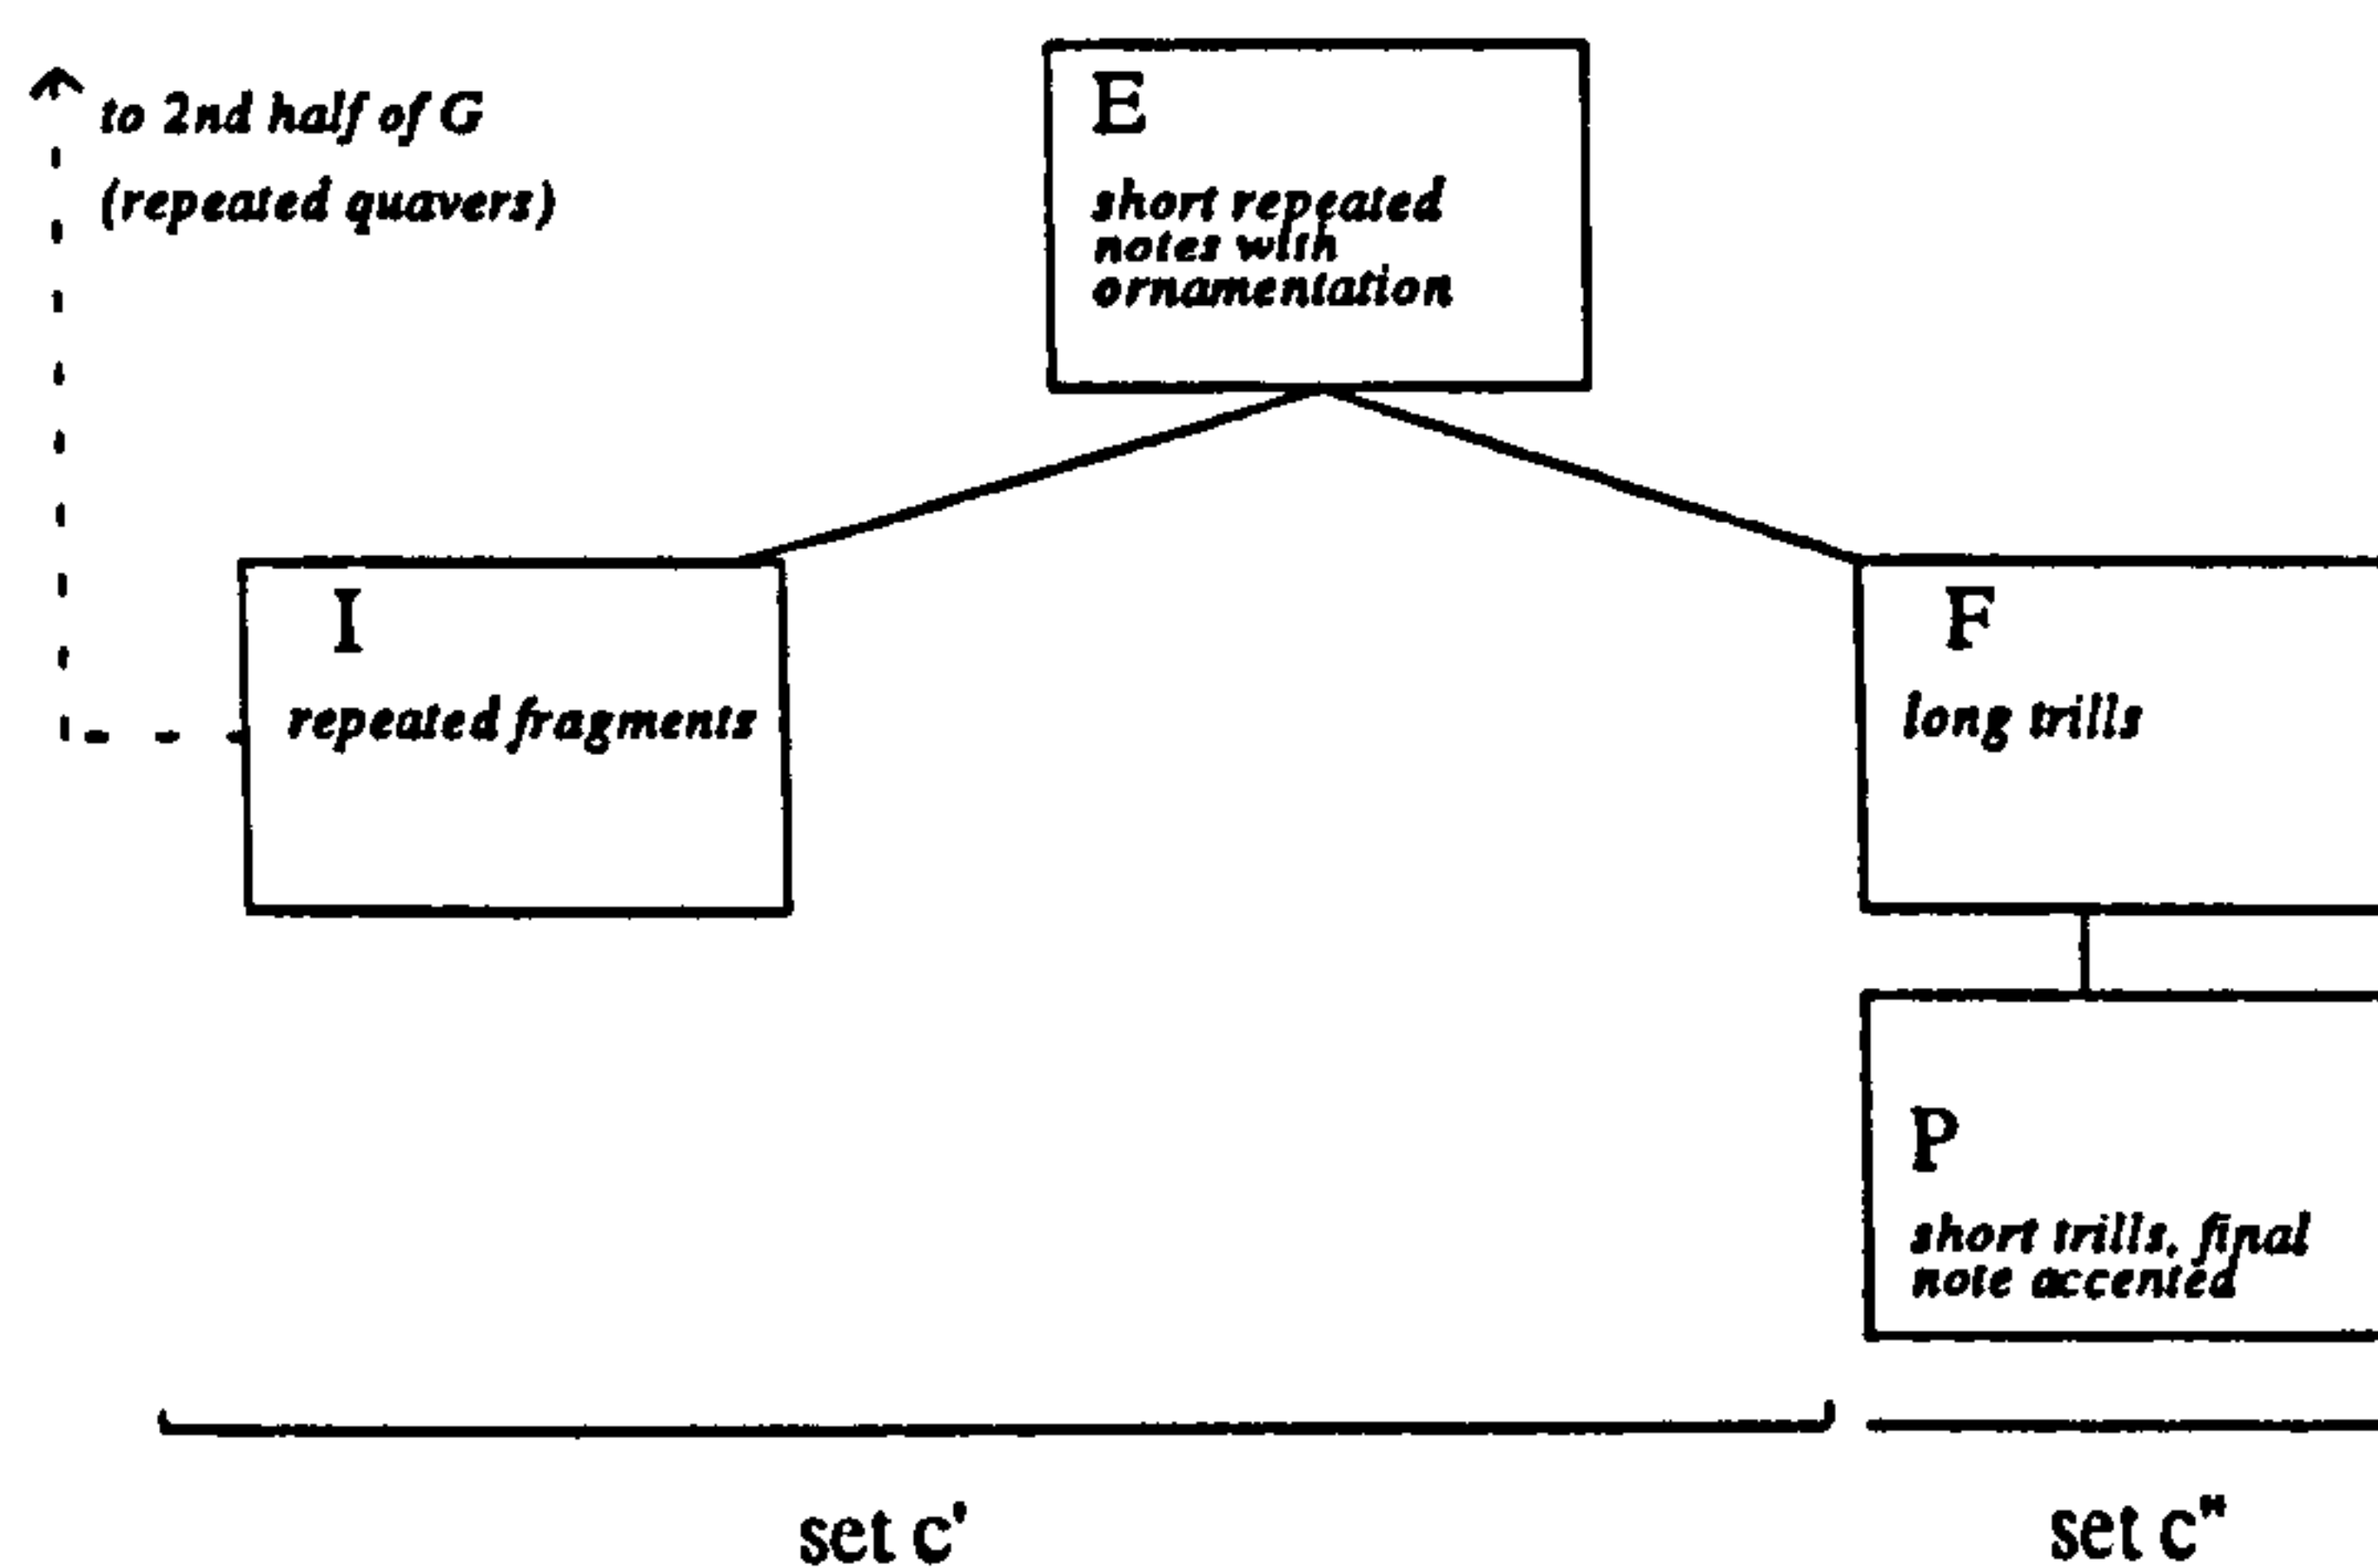 to 2nd half of G
(repeated quavers)
E
short repeated
notes with
ornamentation
I
repeated fragments
F
long trills
P
short trills, final
note accented
set c'
set c"